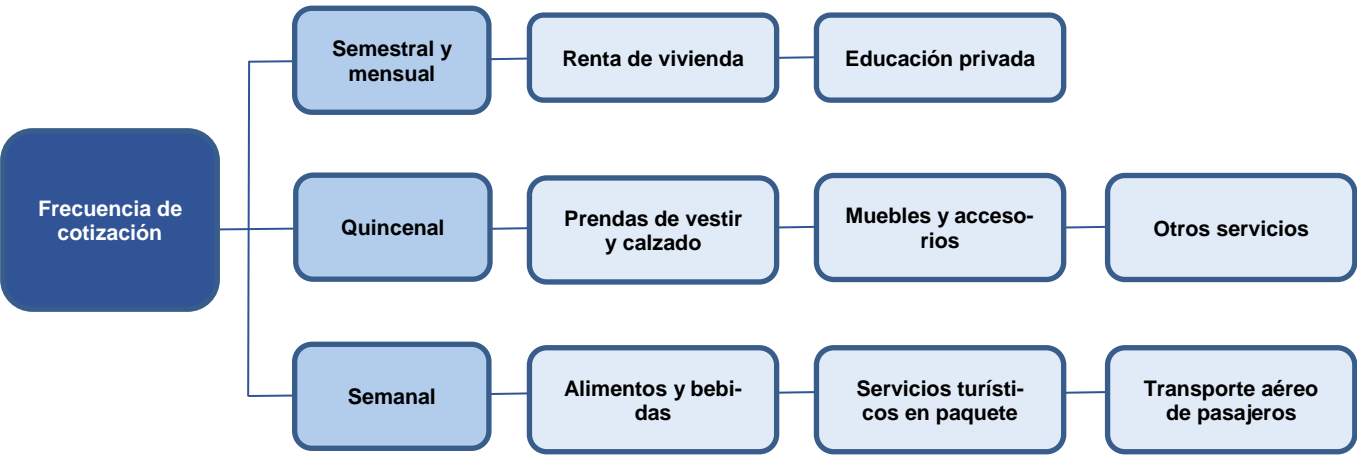 Frecuencia de
cotización
Semestral y
mensual
Renta de vivienda
Educación privada
Quincenal
Prendas de vestir
y calzado
Muebles y acceso-
rios
Otros servicios
Semanal
Alimentos y bebi-
das
Servicios turísti-
cos en paquete
Transporte aéreo
de pasajeros